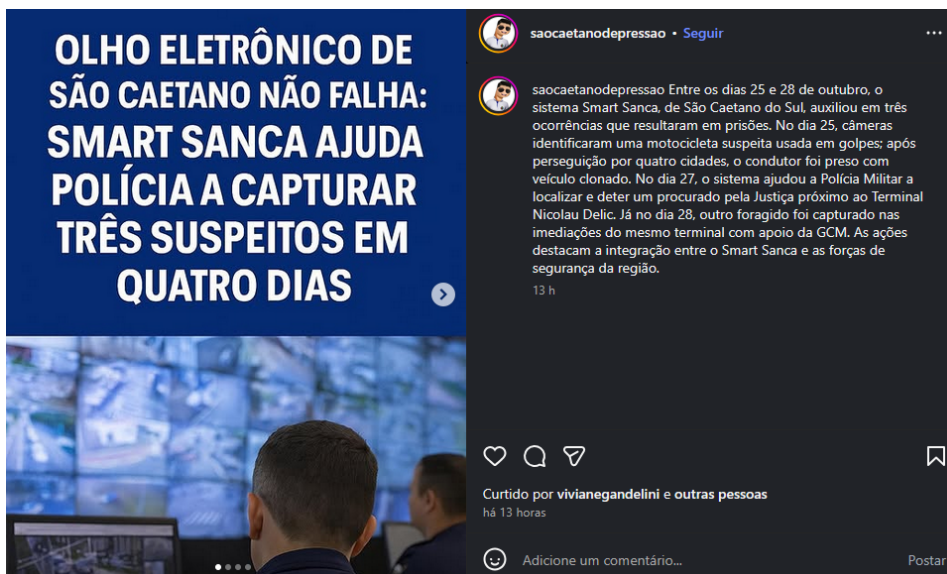 OLHO ELETRÔNICO DE
SÃO CAETANO NÃO FALHA:
SMART SANCA AJUDA
POLÍCIA A CAPTURAR
TRÊS SUSPEITOS EM
QUATRO DIAS
saocaetanodepressao • Seguir
saocaetanodepressao Entre os dias 25 e 28 de outubro, o
sistema Smart Sanca, de São Caetano do Sul, auxiliou em três
ocorrências que resultaram em prisões. No dia 25, câmeras
identificaram uma motocicleta suspeita usada em golpes; após
perseguição por quatro cidades, o condutor foi preso com
veículo clonado. No dia 27, o sistema ajudou a Polícia Militar a
localizar e deter um procurado pela Justiça próximo ao Terminal
Nicolau Delic. Já no dia 28, outro foragido foi capturado nas
imediações do mesmo terminal com apoio da GCM. As ações
destacam a integração entre o Smart Sanca e as forças de
segurança da região.
13 h
Curtido por vivianegandelini e outras pessoas
há 13 horas
Adicione um comentário...
Postar